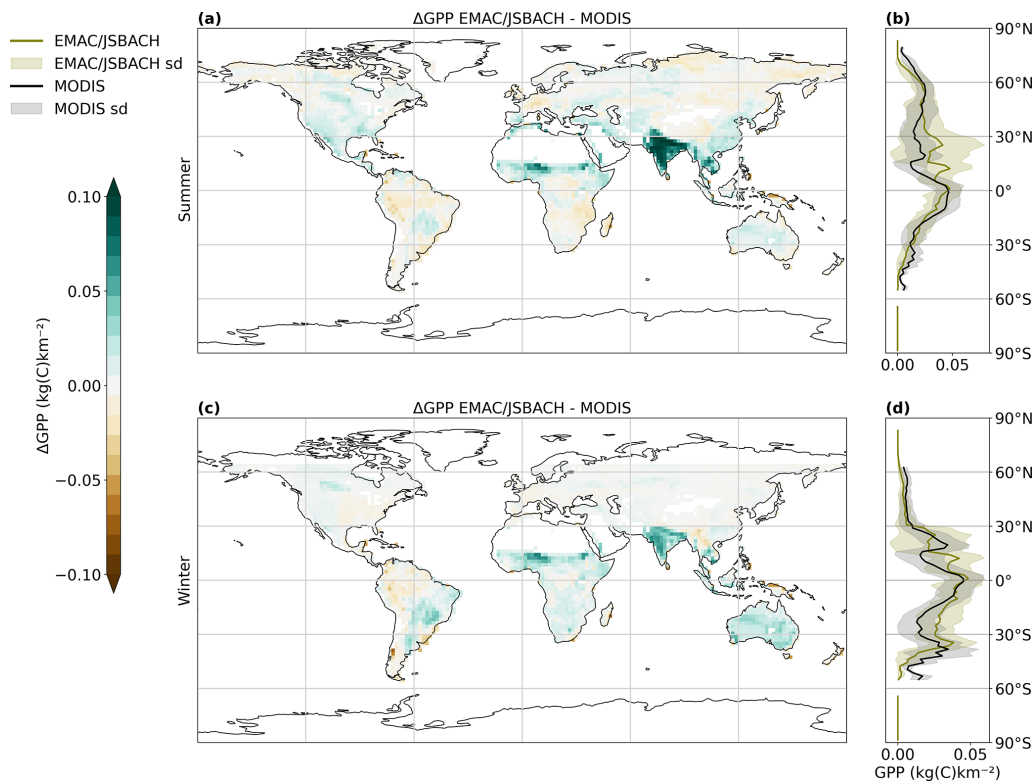 (a)
ΔGPP EMAC/JSBACH - MODIS
(b)
90°N
EMAC/JSBACH
EMAC/JSBACH sd
MODIS
MODIS sd
60°N
30°N
0°
30°S
60°S
90°S
0.00 0.05
Summer
0.10
0.05
0.00
−0.05
−0.10
ΔGPP (kg(C)km⁻²)
(c)
ΔGPP EMAC/JSBACH - MODIS
(d)
90°N
60°N
30°N
0°
30°S
60°S
90°S
Winter
0.00 0.05
GPP (kg(C)km⁻²)